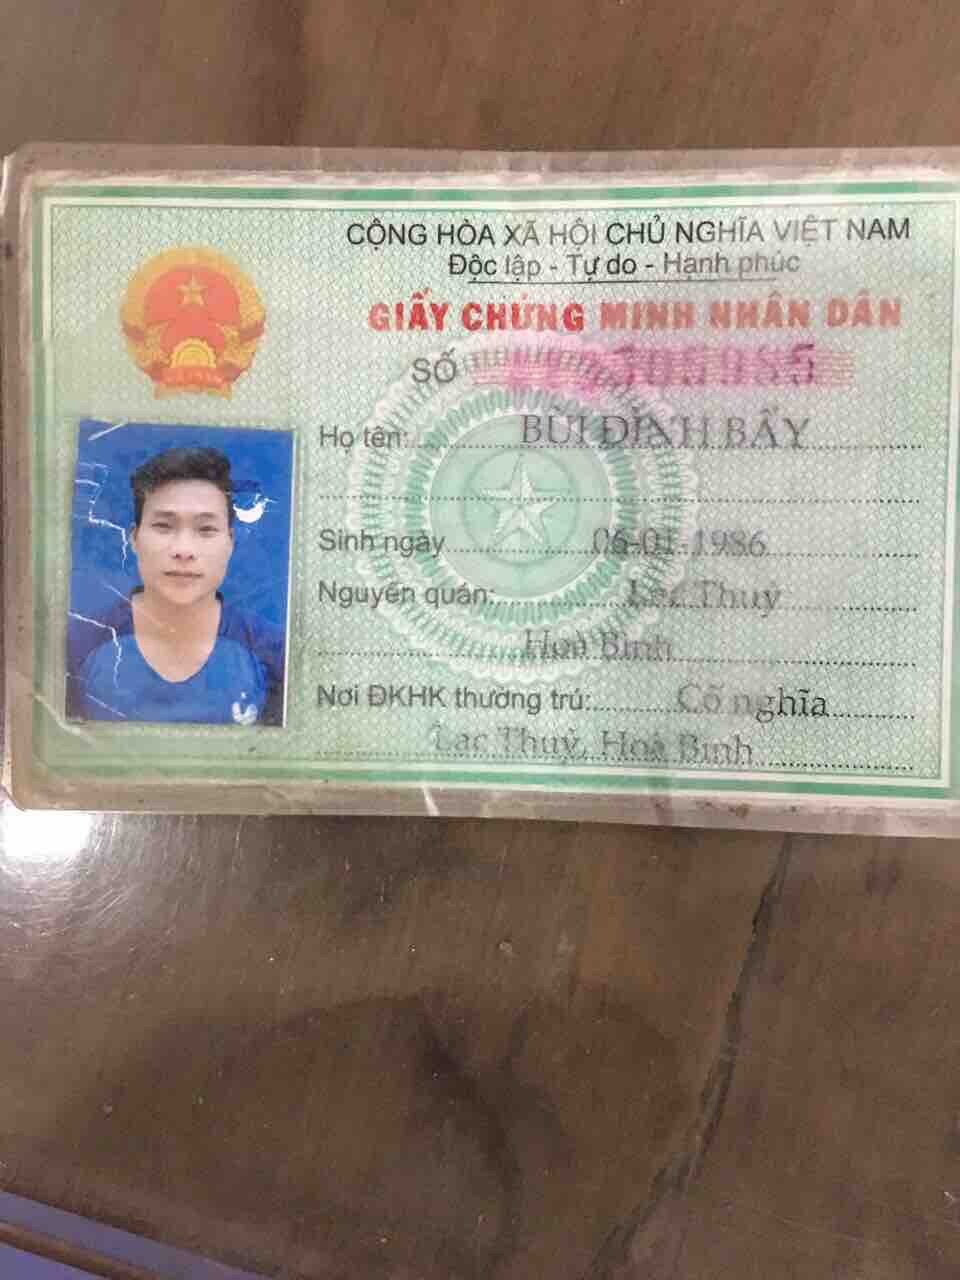 CỘNG HÒA XÃ HỘI CHỦ NGHĨA VIỆT NAM
Độc lập - Tự do - Hạnh phúc
GIẤY CHỨNG MINH NHÂN DÂN
SỐ
Họ tên: BÙI ĐÌNH BẨY
Sinh ngày 06-01-1986
Nguyên quán: Lạc Thuỷ
Hoà Bình
Nơi ĐKHK thường trú: Cố nghĩa
Lạc Thuỷ, Hoà Bình